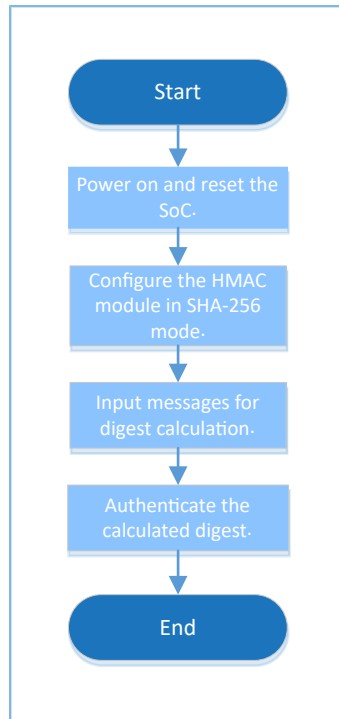 Start
Power on and reset the
SoC.
Configure the HMAC
module in SHA-256
mode.
Input messages for
digest calculation.
Authenticate the
calculated digest.
End